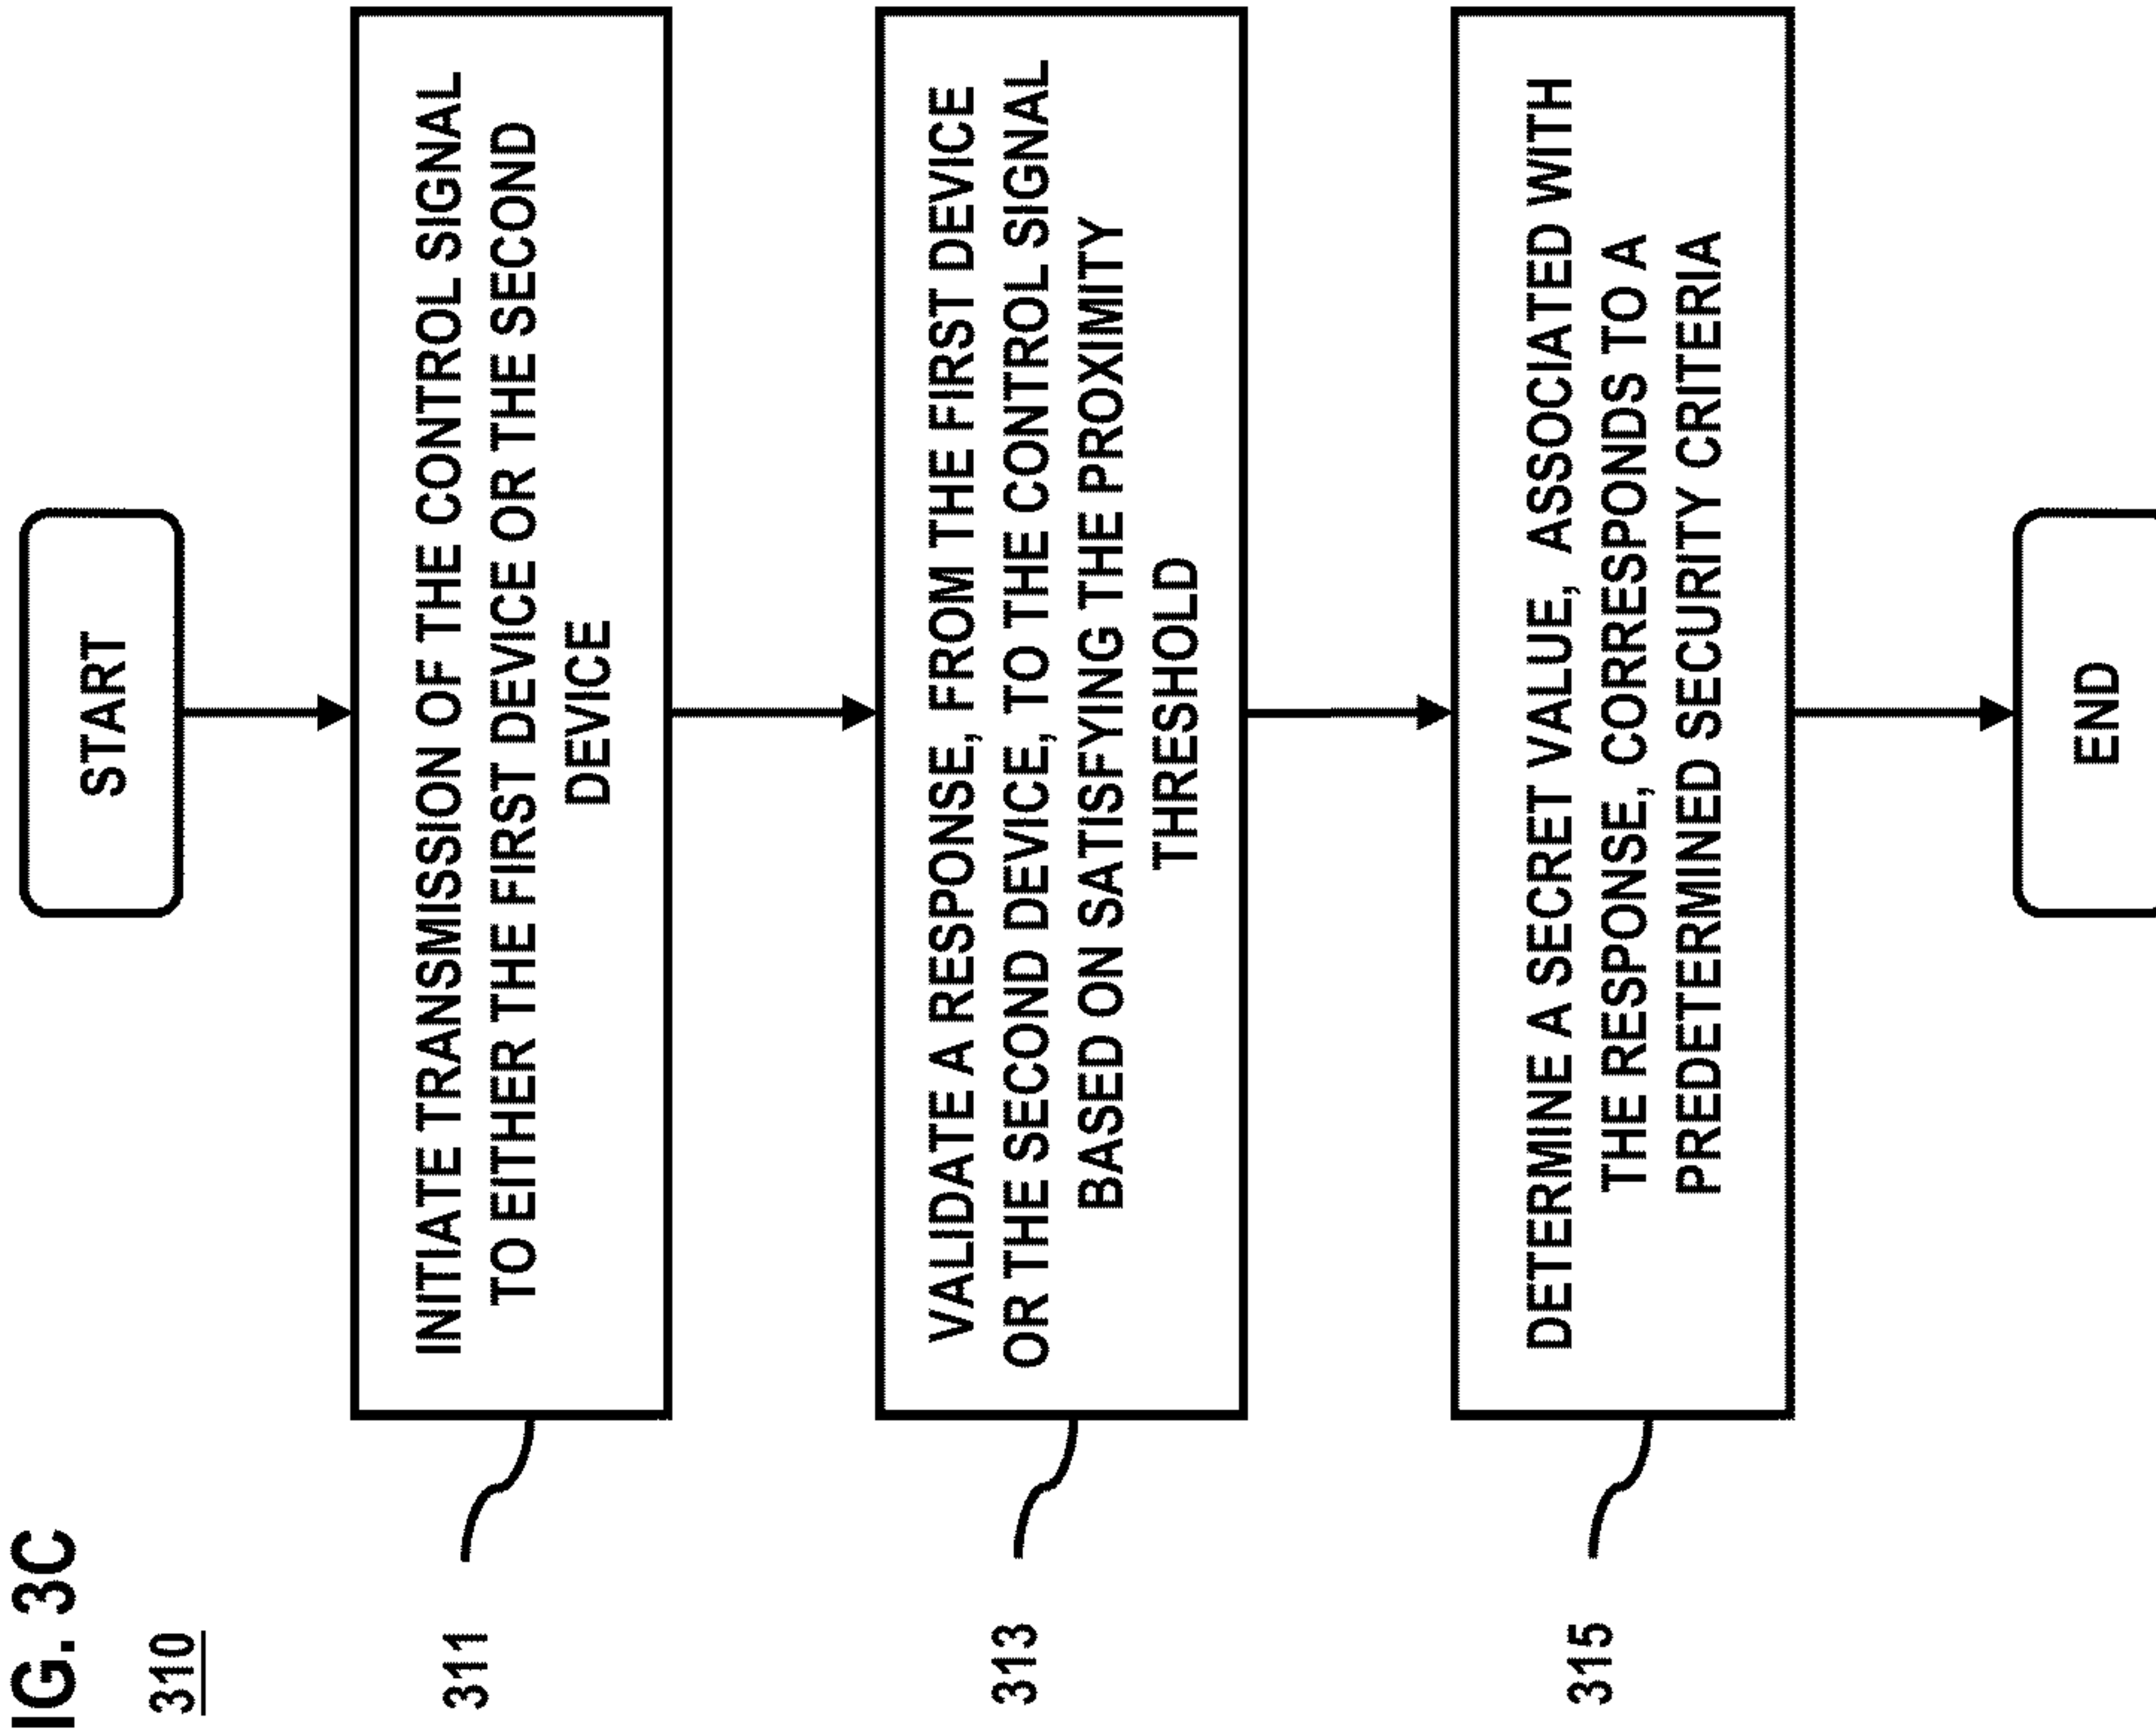 IG. 3C
310
START
311
INITIATE TRANSMISSION OF THE CONTROL SIGNAL
TO EITHER THE FIRST DEVICE OR THE SECOND
DEVICE
313
VALIDATE A RESPONSE, FROM THE FIRST DEVICE
OR THE SECOND DEVICE, TO THE CONTROL SIGNAL
BASED ON SATISFYING THE PROXIMITY
THRESHOLD
315
DETERMINE A SECRET VALUE, ASSOCIATED WITH
THE RESPONSE, CORRESPONDS TO A
PREDETERMINED SECURITY CRITERIA
END